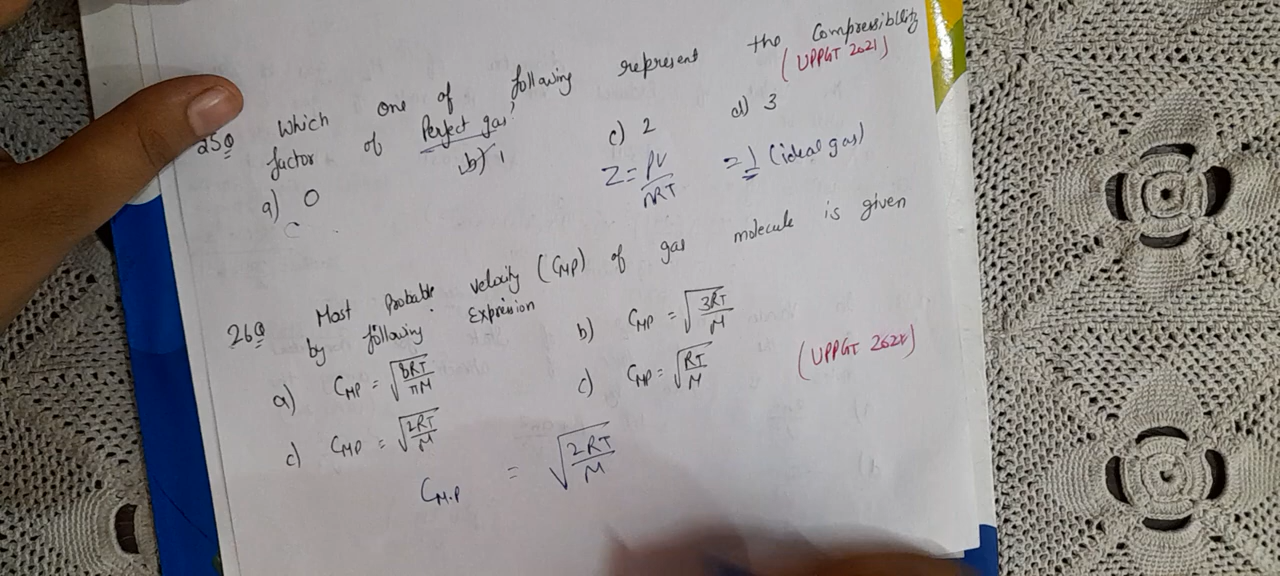 25Q Which one of following represent the Compressibility
factor of Perfect gas, (UPPGT 2021)
a) 0 b) 1 c) 2 d) 3
Z = PV/nRT = 1 (ideal gas)
26Q Most Probable velocity (CMP) of gas molecule is given
by following Expression
a) CMP = √8RT/πM b) CMP = √3RT/M
c) CMP = √2RT/M c) CMP = √RT/M (UPPGT
CM.P = √2RT/M